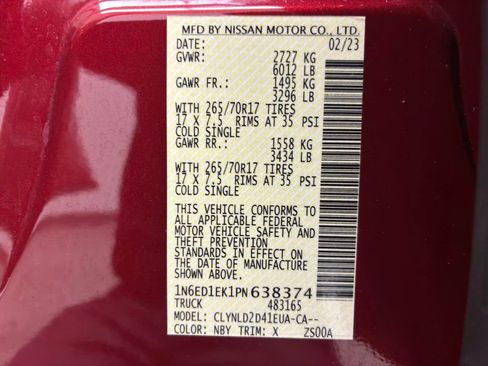 MFD BY NISSAN MOTOR CO., LTD.
DATE: 02/23
GVWR: 2727 KG
6012 LB
GAWR FR.: 1495 KG
3296 LB
WITH 265/70R17 TIRES
17 X 7.5 RIMS AT 35 PSI
COLD SINGLE
GAWR RR.: 1558 KG
3434 LB
WITH 265/70R17 TIRES
17 X 7.5 RIMS AT 35 PSI
COLD SINGLE
THIS VEHICLE CONFORMS TO
ALL APPLICABLE FEDERAL
MOTOR VEHICLE SAFETY AND
THEFT PREVENTION
STANDARDS IN EFFECT ON
THE DATE OF MANUFACTURE
SHOWN ABOVE.
1N6ED1EK1PN638374
TRUCK 483165
MODEL: CLYNLD2D41EUA-CA--
COLOR: NBY TRIM: X ZS00A